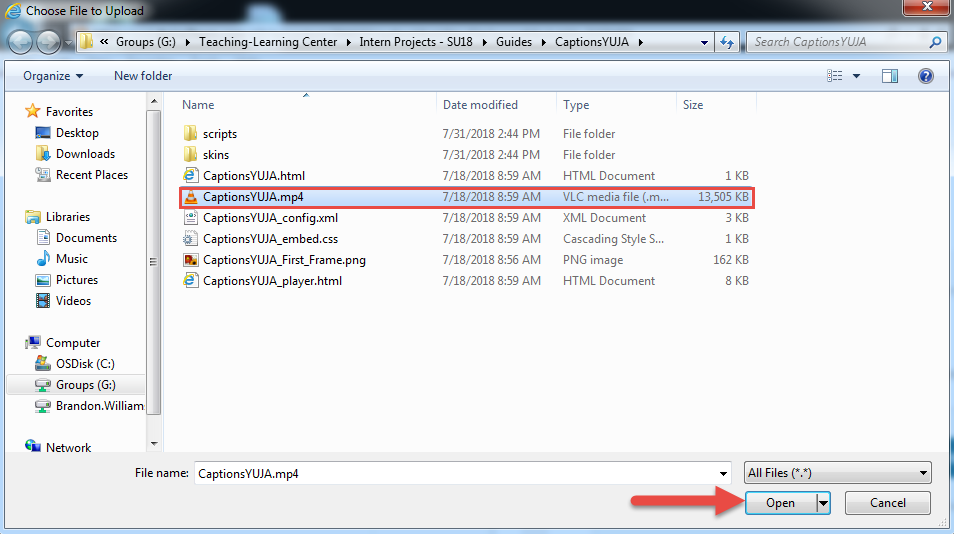 Choose File to Upload
« Groups (G:) Teaching-Learning Center Intern Projects - SU18 Guides CaptionsYUJA Search CaptionsYUJA
Organize New folder
Name Date modified Type Size
Favorites
Desktop
Downloads
Recent Places
Libraries
Documents
Music
Pictures
Videos
Computer
OSDisk (C:)
Groups (G:)
Brandon.Williams
Network
scripts 7/31/2018 2:44 PM File folder
skins 7/31/2018 2:44 PM File folder
CaptionsYUJA.html 7/18/2018 8:59 AM HTML Document 1 KB
CaptionsYUJA.mp4 7/18/2018 8:59 AM VLC media file (.m... 13,505 KB
CaptionsYUJA_config.xml 7/18/2018 8:59 AM XML Document 3 KB
CaptionsYUJA_embed.css 7/18/2018 8:59 AM Cascading Style S... 1 KB
CaptionsYUJA_First_Frame.png 7/18/2018 8:56 AM PNG image 162 KB
CaptionsYUJA_player.html 7/18/2018 8:59 AM HTML Document 8 KB
File name: CaptionsYUJA.mp4 All Files (*.*)
Open Cancel